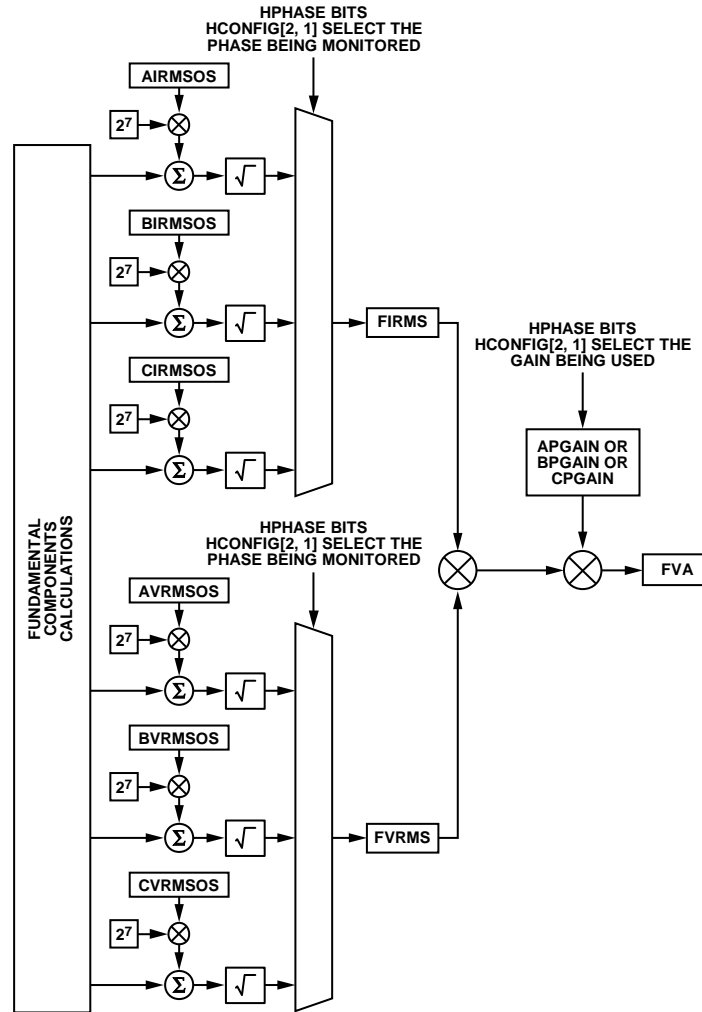 HPHASE BITS
HCONFIG[2, 1] SELECT THE
PHASE BEING MONITORED
AIRMSOS
2⁷
Σ
√
BIRMSOS
2⁷
Σ
√
FIRMS
CIRMSOS
2⁷
Σ
√
HPHASE BITS
HCONFIG[2, 1] SELECT THE
GAIN BEING USED
APGAIN OR
BPGAIN OR
CPGAIN
FUNDAMENTAL
COMPONENTS
CALCULATIONS
HPHASE BITS
HCONFIG[2, 1] SELECT THE
PHASE BEING MONITORED
FVA
AVRMSOS
2⁷
Σ
√
BVRMSOS
2⁷
Σ
√
FVRMS
CVRMSOS
2⁷
Σ
√